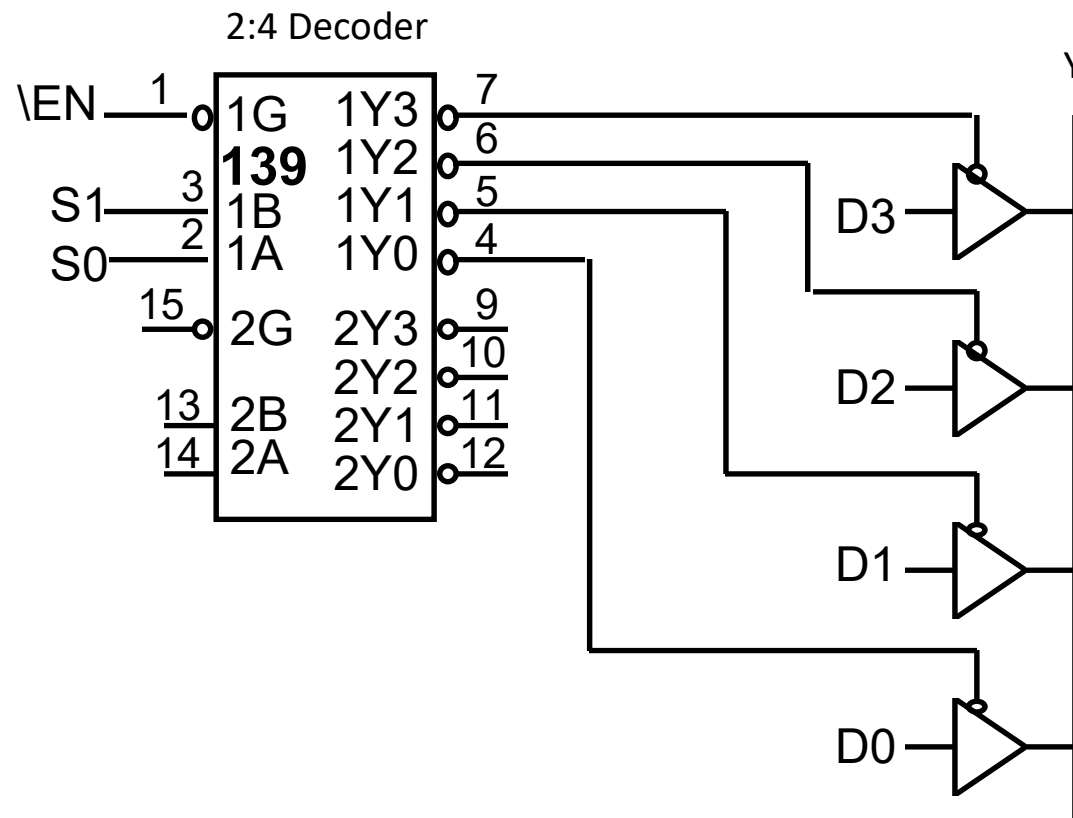 2:4 Decoder
\EN 1 1G 1Y3 7
139 1Y2 6
S1 3 1B 1Y1 5
S0 2 1A 1Y0 4
15 2G 2Y3 9
2Y2 10
13 2B 2Y1 11
14 2A 2Y0 12
Y
D3
D2
D1
D0